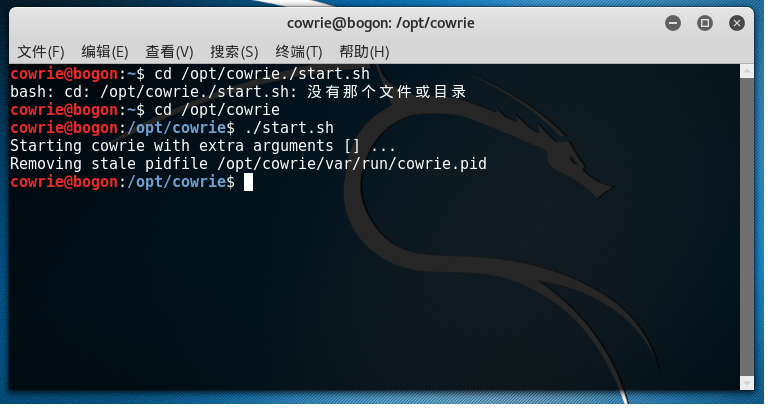 cowrie@bogon: /opt/cowrie
文件(F) 编辑(E) 查看(V) 搜索(S) 终端(T) 帮助(H)
cowrie@bogon:~$ cd /opt/cowrie./start.sh
bash: cd: /opt/cowrie./start.sh: 没有那个文件或目录
cowrie@bogon:~$ cd /opt/cowrie
cowrie@bogon:/opt/cowrie$ ./start.sh
Starting cowrie with extra arguments [] ...
Removing stale pidfile /opt/cowrie/var/run/cowrie.pid
cowrie@bogon:/opt/cowrie$